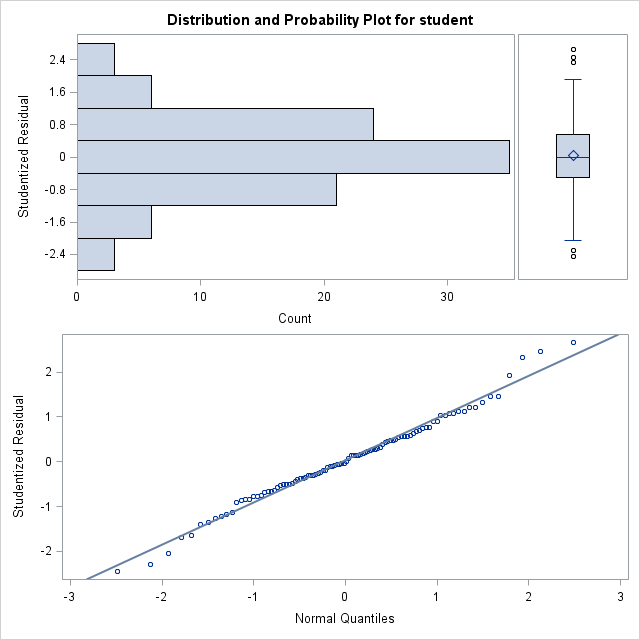 Distribution and Probability Plot for student
Studentized Residual
2.4
1.6
0.8
0
-0.8
-1.6
-2.4
0 10 20 30
Count
Studentized Residual
2
1
0
-1
-2
-3 -2 -1 0 1 2 3
Normal Quantiles